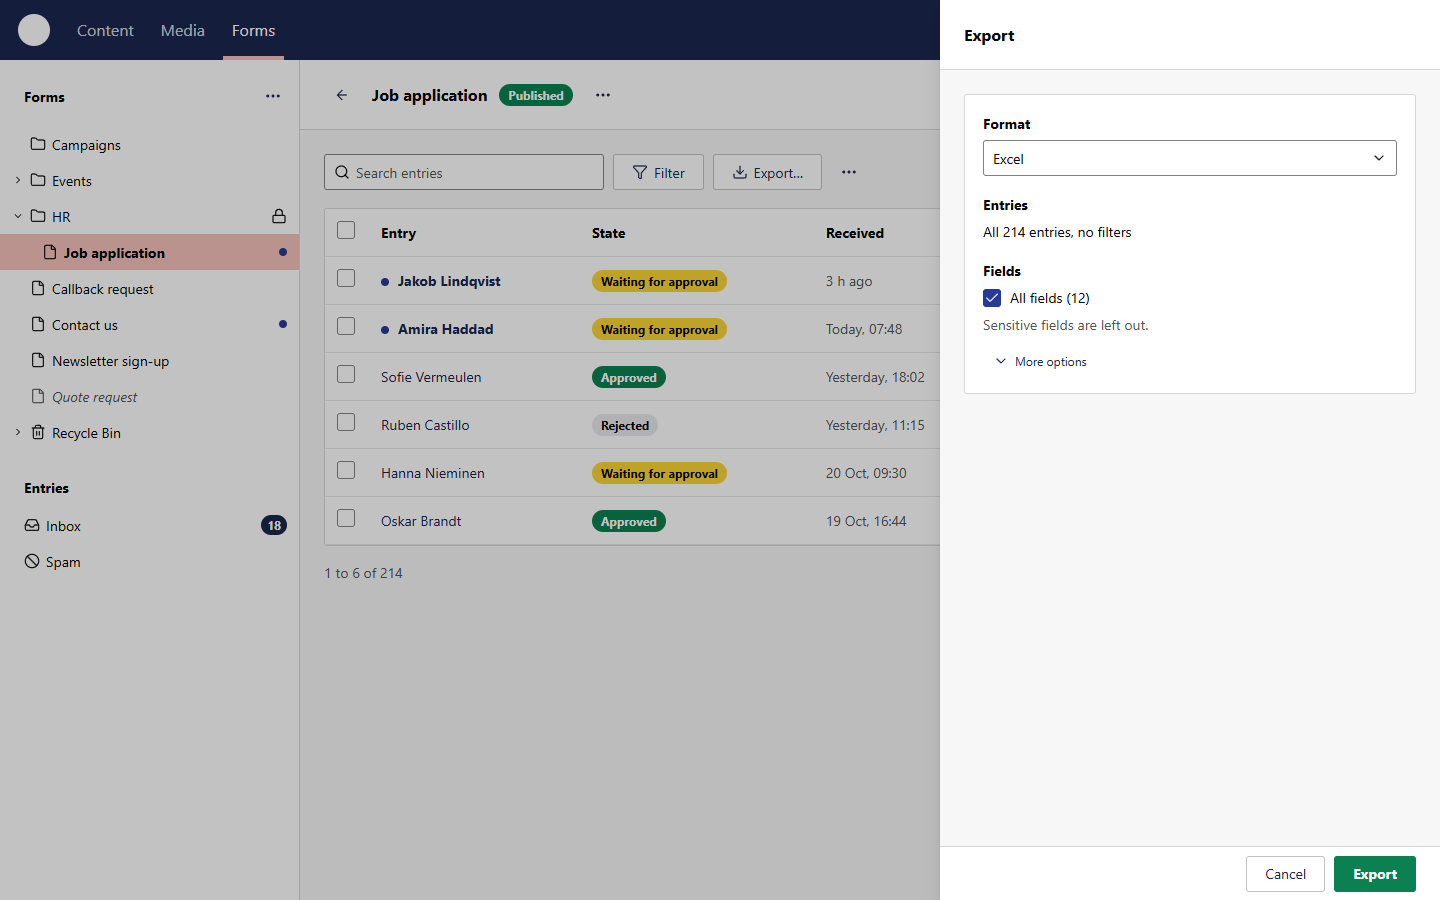 Content Media Forms
Forms
Campaigns
Events
HR
Job application
Callback request
Contact us
Newsletter sign-up
Quote request
Recycle Bin
Entries
Inbox 18
Spam
Job application Published
Search entries Filter Export...
Entry State Received
Jakob Lindqvist Waiting for approval 3 h ago
Amira Haddad Waiting for approval Today, 07:48
Sofie Vermeulen Approved Yesterday, 18:02
Ruben Castillo Rejected Yesterday, 11:15
Hanna Nieminen Waiting for approval 20 Oct, 09:30
Oskar Brandt Approved 19 Oct, 16:44
1 to 6 of 214
Export
Format
Excel
Entries
All 214 entries, no filters
Fields
All fields (12)
Sensitive fields are left out.
More options
Cancel Export